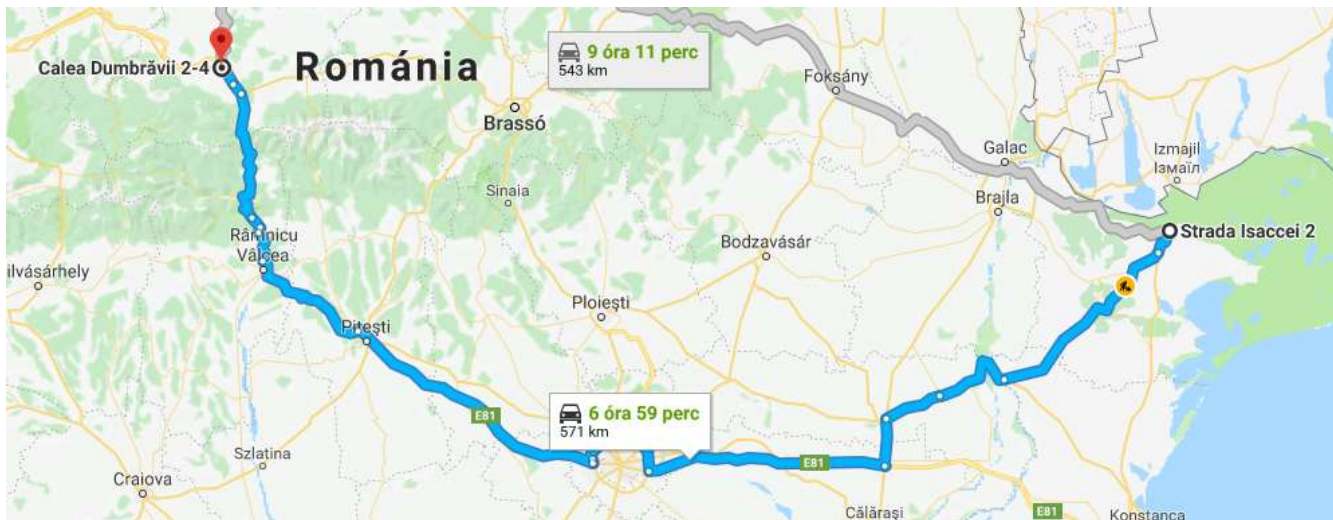 Calea Dumbrăvii 2-4
Románia
9 óra 11 perc
543 km
Brassó
Foksány
Galac
Izmajil
Ізмаїл
Sinaia
Brajla
Strada Isaccei 2
Râmnicu
Vâlcea
Bodzavásár
ilvásárhely
Ploiești
Pitești
6 óra 59 perc
571 km
E81
Szlatina
E81
Craiova
Călărași
E81
Konstanca